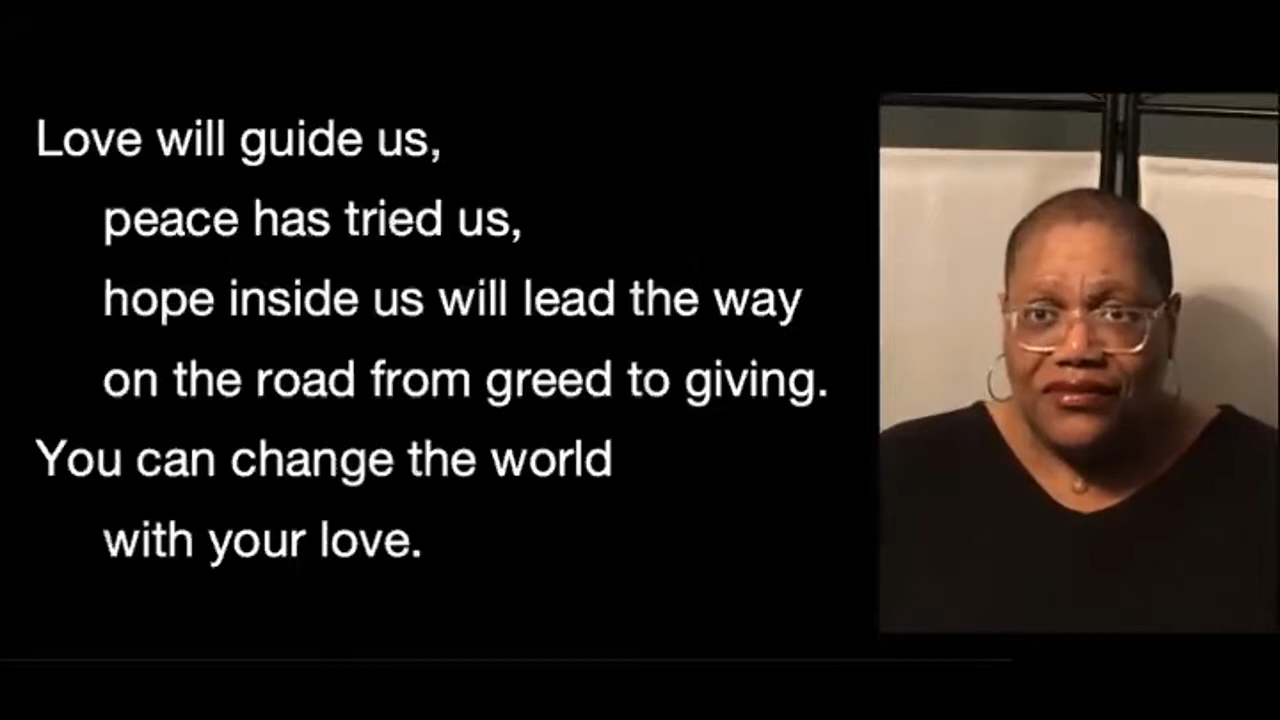 Love will guide us,
peace has tried us,
hope inside us will lead the way
on the road from greed to giving.
You can change the world
with your love.